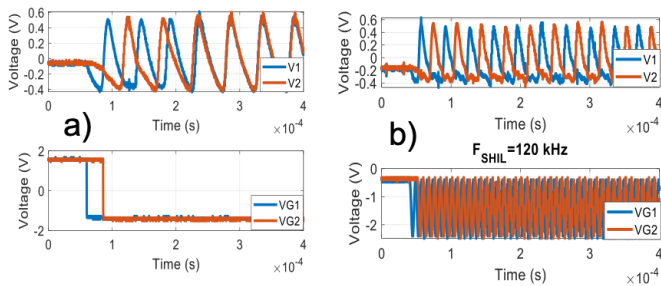 a)
Voltage (V)
0.6
0.4
0.2
0
-0.2
-0.4
V1
V2
0 1 2 3 4
Time (s)
×10⁻⁴
Voltage (V)
2
0
-2
VG1
VG2
0 1 2 3 4
Time (s)
×10⁻⁴
b)
Voltage (V)
0.6
0.4
0.2
0
-0.2
-0.4
V1
V2
0 1 2 3 4
Time (s)
×10⁻⁴
F_SHIL=120 kHz
Voltage (V)
0
-1
-2
VG1
VG2
0 1 2 3 4
Time (s)
×10⁻⁴